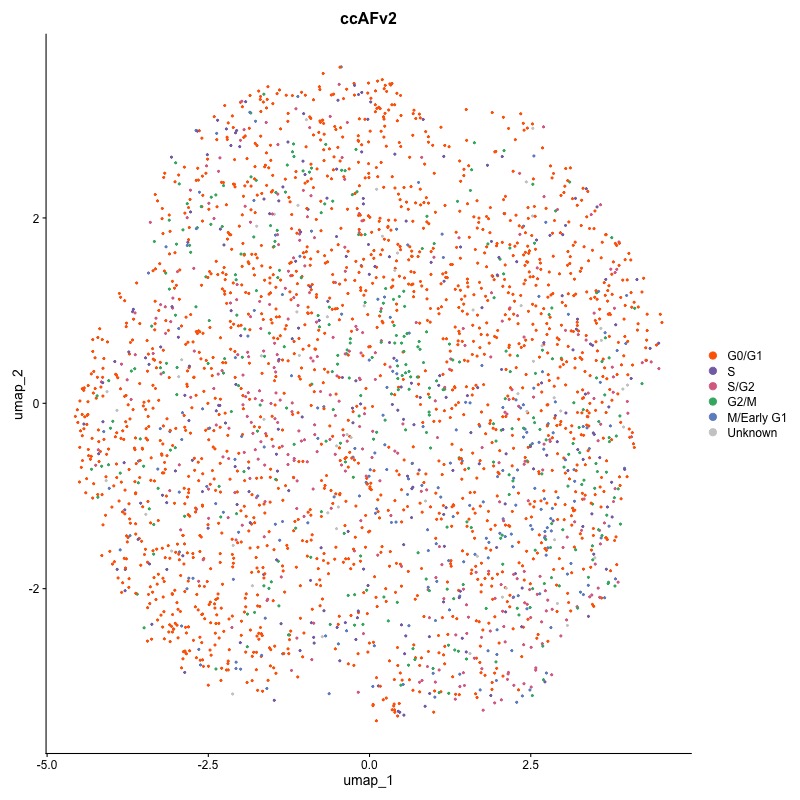 ccAFv2
umap_2
2
0
-2
-5.0
-2.5
0.0
2.5
umap_1
G0/G1
S
S/G2
G2/M
M/Early G1
Unknown